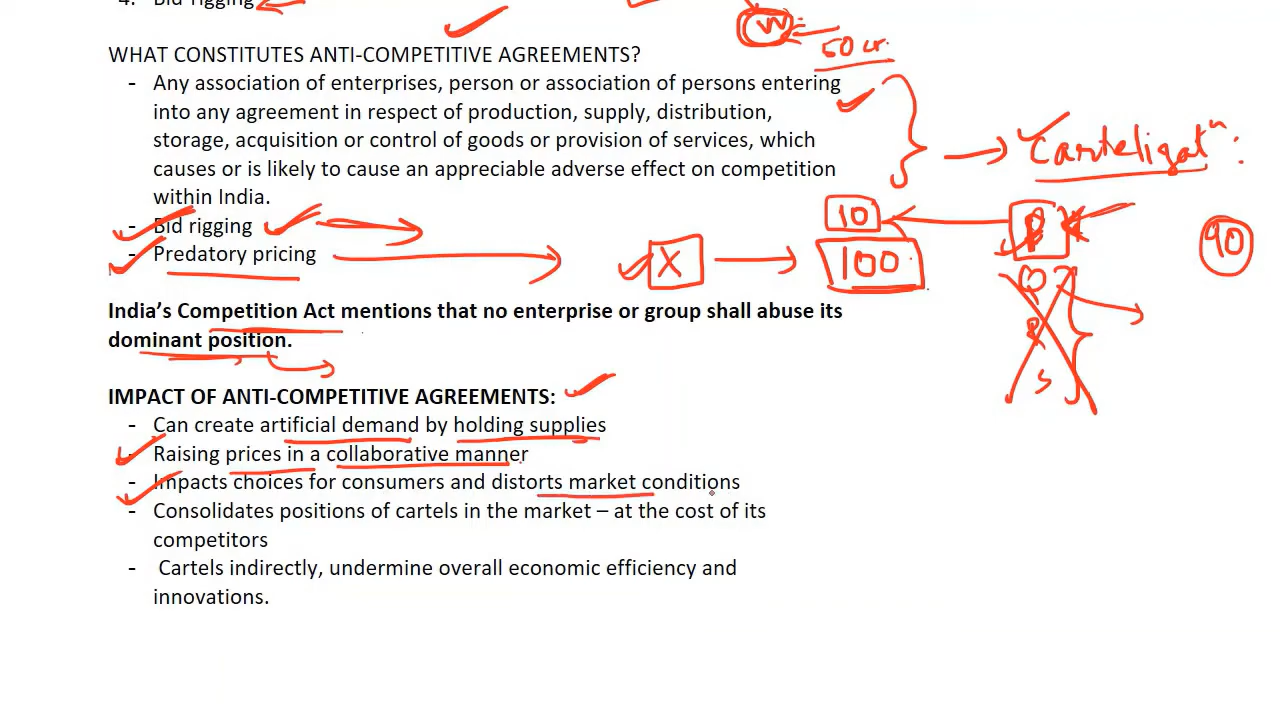 4. Bid rigging
W
50 cr.
WHAT CONSTITUTES ANTI-COMPETITIVE AGREEMENTS?
- Any association of enterprises, person or association of persons entering
into any agreement in respect of production, supply, distribution,
storage, acquisition or control of goods or provision of services, which
causes or is likely to cause an appreciable adverse effect on competition
within India.
Cartelizatn:
- Bid rigging
- Predatory pricing
10
P
90
X
100
Q
R
S
India's Competition Act mentions that no enterprise or group shall abuse its
dominant position.
IMPACT OF ANTI-COMPETITIVE AGREEMENTS:
- Can create artificial demand by holding supplies
- Raising prices in a collaborative manner
- Impacts choices for consumers and distorts market conditions
- Consolidates positions of cartels in the market – at the cost of its
competitors
- Cartels indirectly, undermine overall economic efficiency and
innovations.